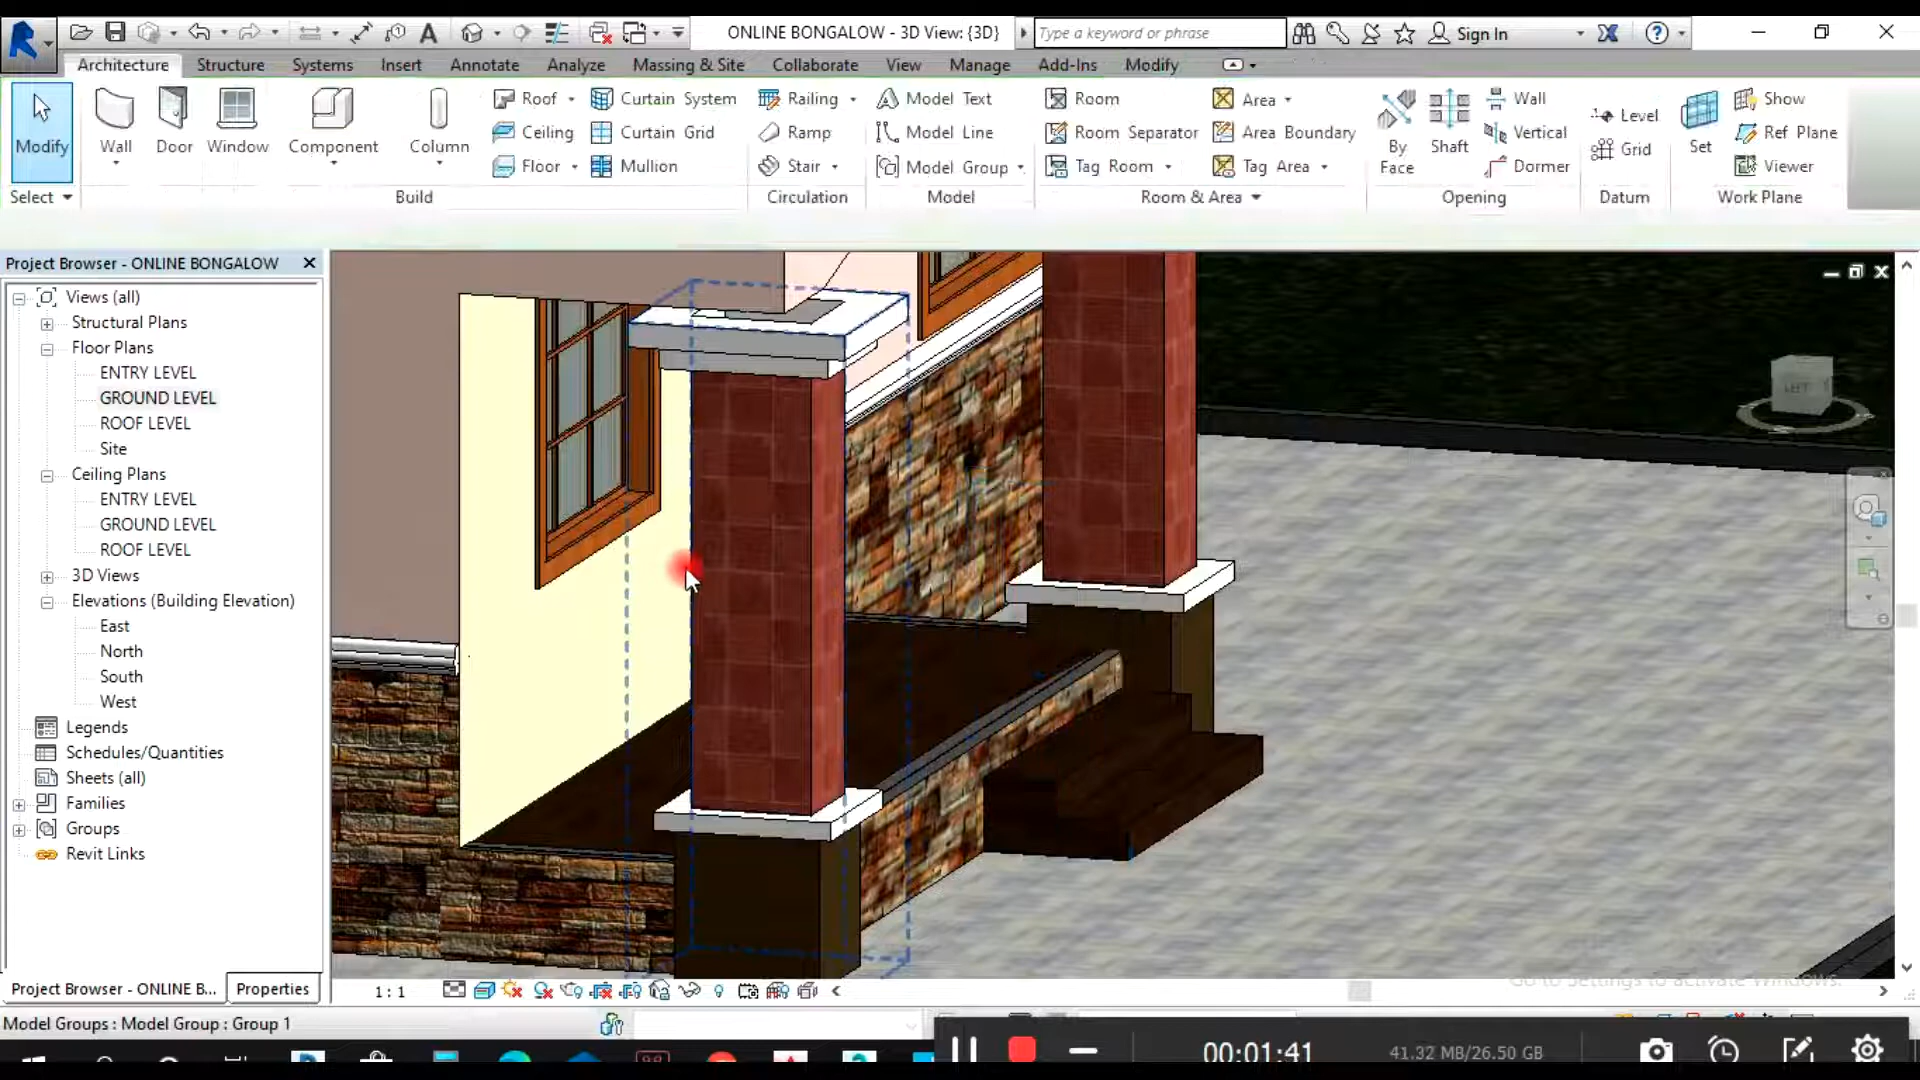 ONLINE BONGALOW - 3D View: {3D}
Type a keyword or phrase
Sign In
Architecture Structure Systems Insert Annotate Analyze Massing & Site Collaborate View Manage Add-Ins Modify
Modify
Wall
Door
Window
Component
Column
Roof
Ceiling
Floor
Curtain System
Curtain Grid
Mullion
Railing
Ramp
Stair
Model Text
Model Line
Model Group
Room
Room Separator
Tag Room
Area
Area Boundary
Tag Area
By
Face
Shaft
Wall
Vertical
Dormer
Level
Grid
Set
Show
Ref Plane
Viewer
Select Build Circulation Model Room & Area Opening Datum Work Plane
Project Browser - ONLINE BONGALOW
Views (all)
Structural Plans
Floor Plans
ENTRY LEVEL
GROUND LEVEL
ROOF LEVEL
Site
Ceiling Plans
ENTRY LEVEL
GROUND LEVEL
ROOF LEVEL
3D Views
Elevations (Building Elevation)
East
North
South
West
Legends
Schedules/Quantities
Sheets (all)
Families
Groups
Revit Links
LEFT
Project Browser - ONLINE B...
Properties
1 : 1
Go to Settings to activate Windows.
Model Groups : Model Group : Group 1
00:01:41
41.32 MB/26.50 GB